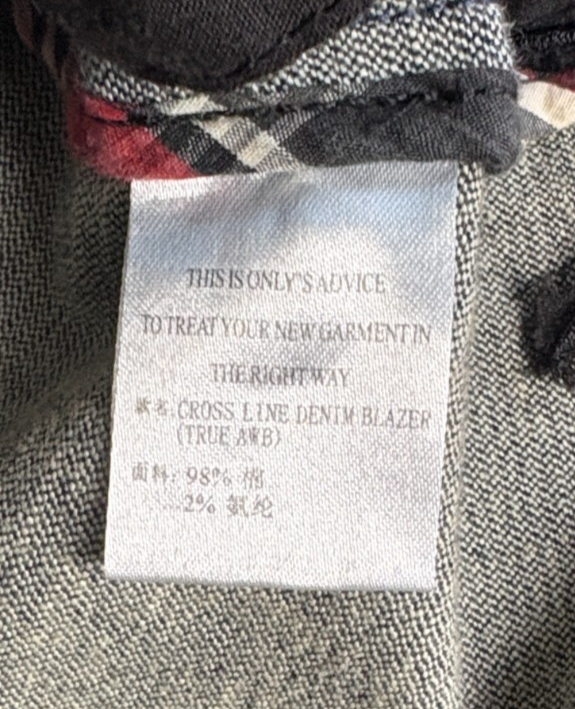 THIS IS ONLY'S ADVICE
TO TREAT YOUR NEW GARMENT IN
THE RIGHT WAY
款名: CROSS LINE DENIM BLAZER
(TRUE AWB)
面料: 98% 棉
2% 氨纶